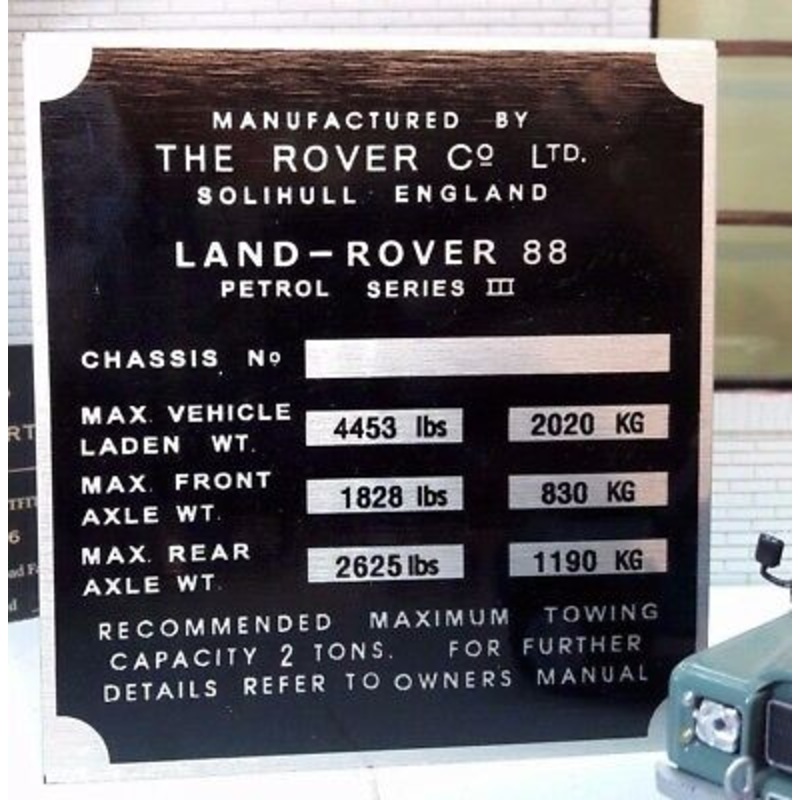 MANUFACTURED BY
THE ROVER Cº LTD.
SOLIHULL ENGLAND
LAND-ROVER 88
PETROL SERIES III
CHASSIS Nº
MAX. VEHICLE
LADEN WT.
4453 lbs 2020 KG
MAX. FRONT
AXLE WT.
1828 lbs 830 KG
MAX. REAR
AXLE WT.
2625 lbs 1190 KG
RECOMMENDED MAXIMUM TOWING
CAPACITY 2 TONS. FOR FURTHER
DETAILS REFER TO OWNERS MANUAL